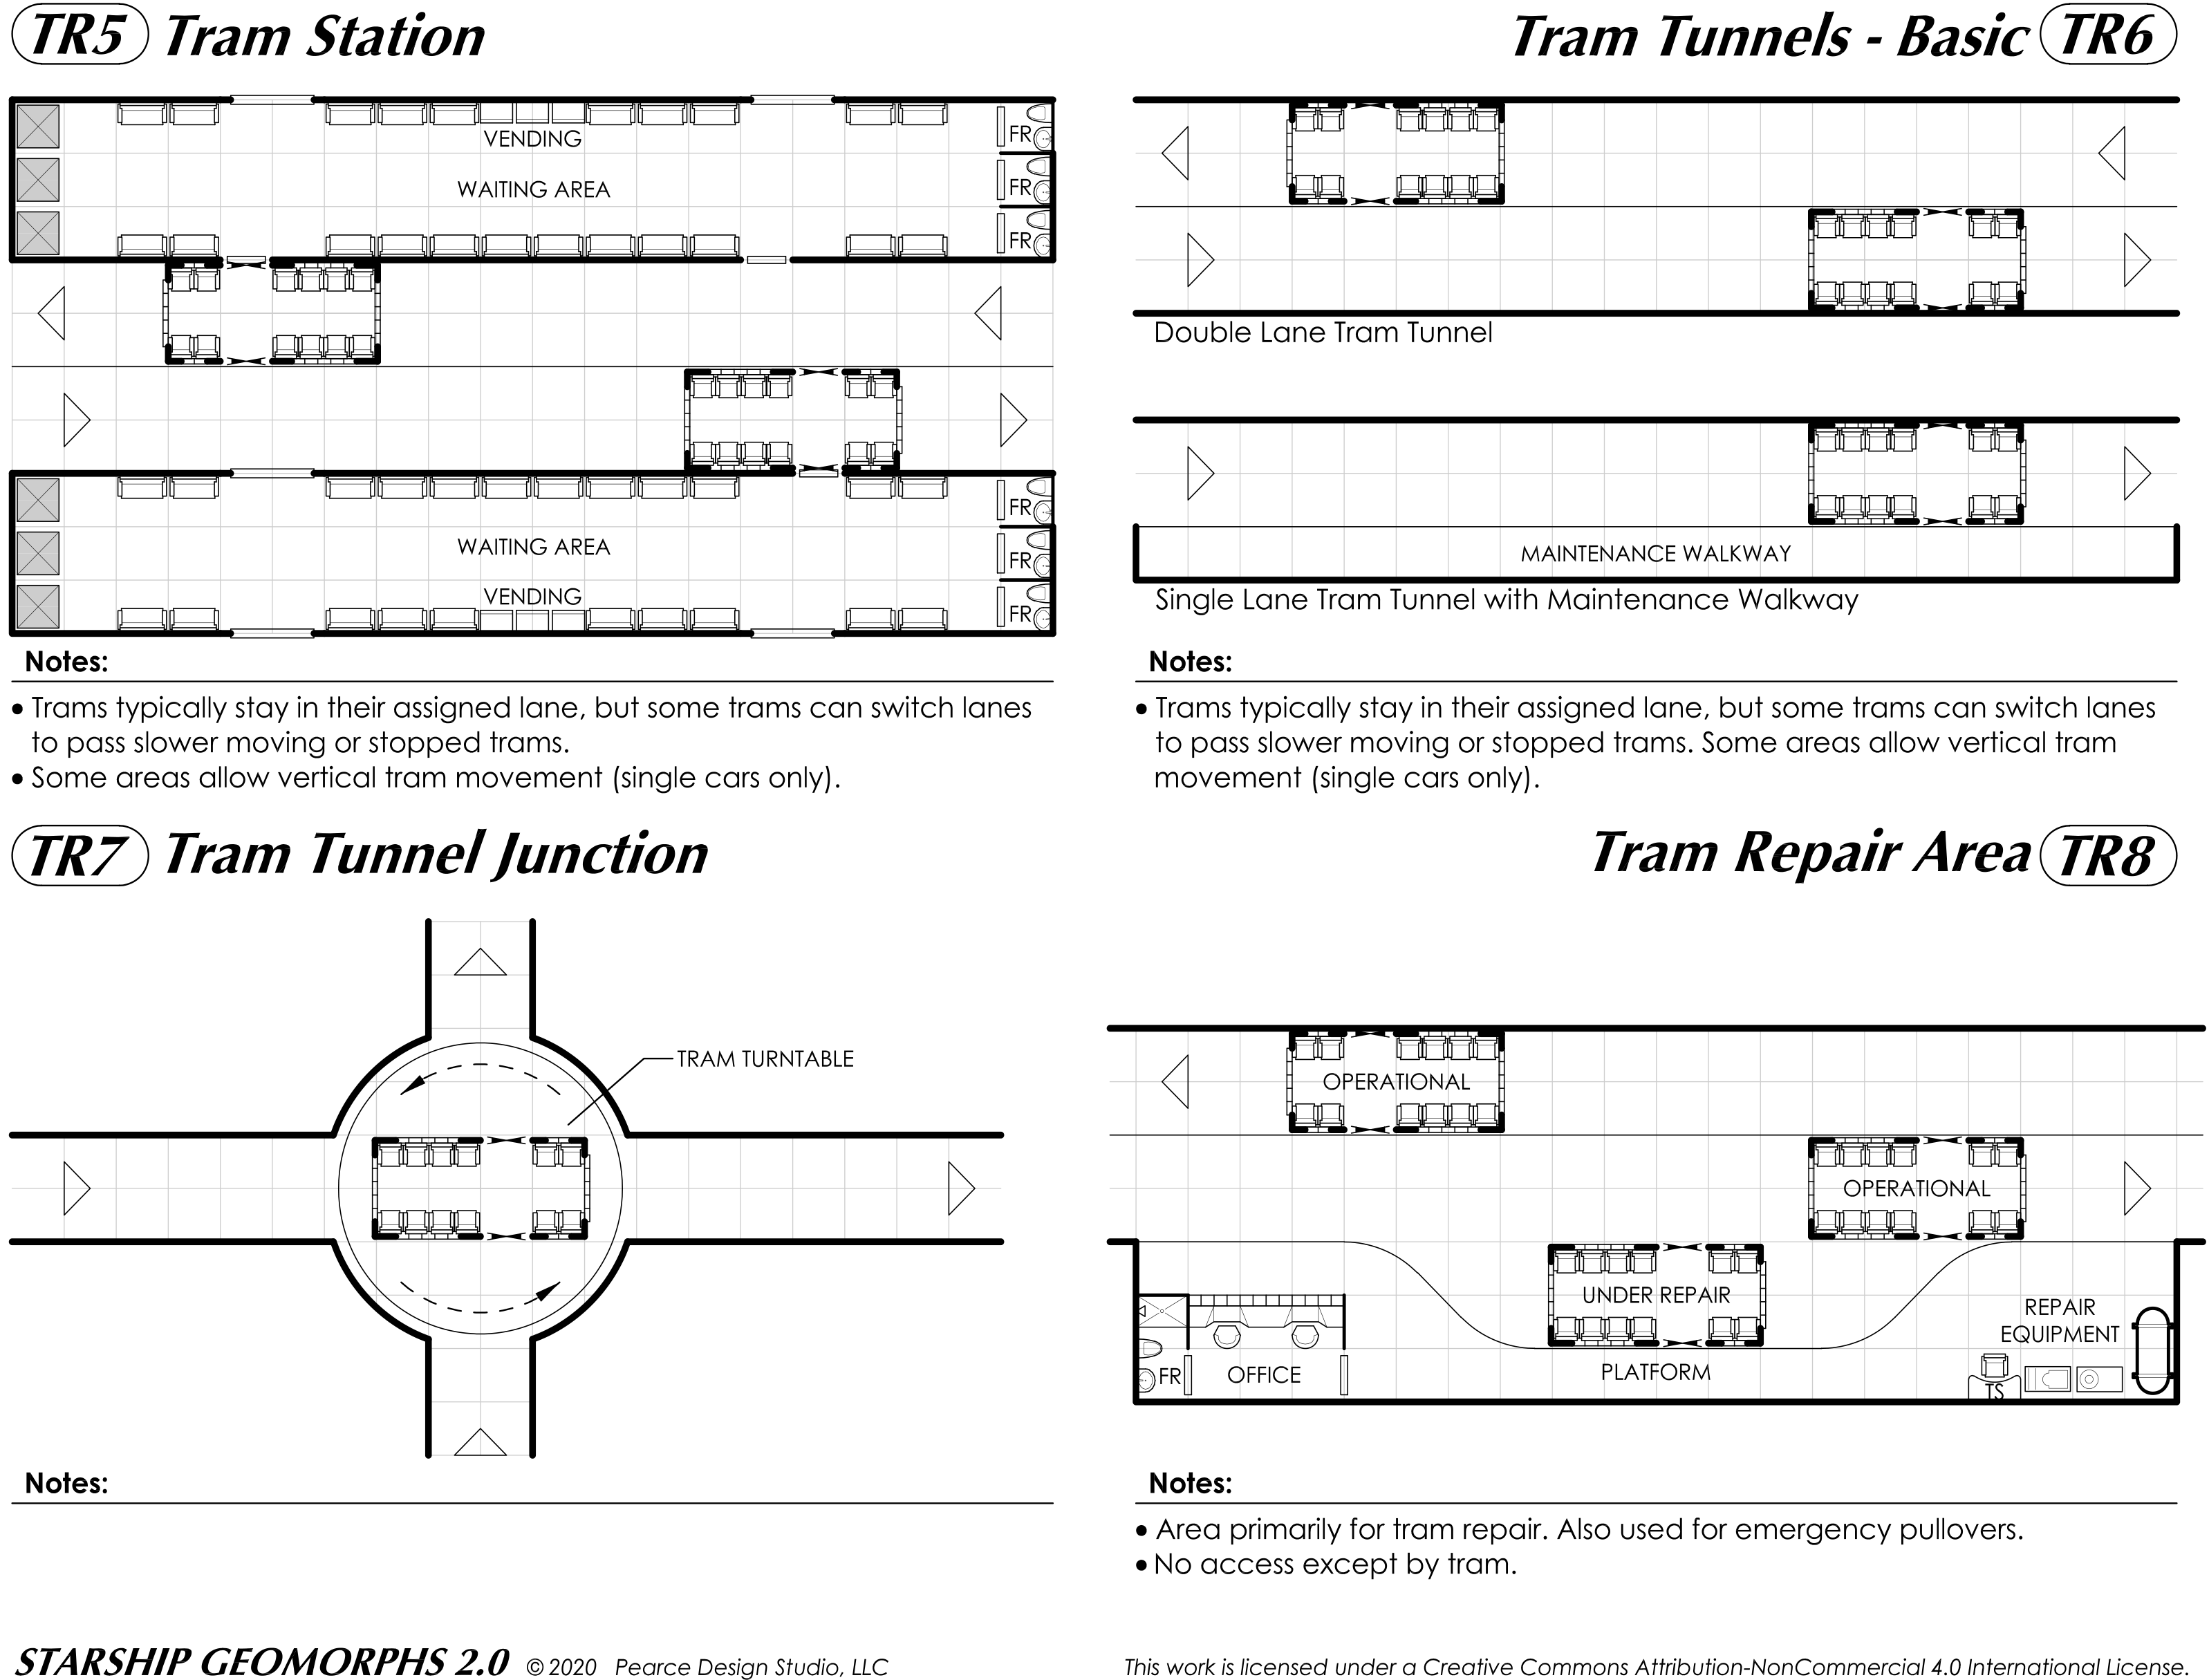 TR5 Tram Station
VENDING
WAITING AREA
FR
FR
FR
WAITING AREA
VENDING
FR
FR
FR
Notes:
• Trams typically stay in their assigned lane, but some trams can switch lanes
to pass slower moving or stopped trams.
• Some areas allow vertical tram movement (single cars only).
Tram Tunnels - Basic TR6
Double Lane Tram Tunnel
MAINTENANCE WALKWAY
Single Lane Tram Tunnel with Maintenance Walkway
Notes:
• Trams typically stay in their assigned lane, but some trams can switch lanes
to pass slower moving or stopped trams. Some areas allow vertical tram
movement (single cars only).
TR7 Tram Tunnel Junction
TRAM TURNTABLE
Notes:
Tram Repair Area TR8
OPERATIONAL
OPERATIONAL
UNDER REPAIR
REPAIR
EQUIPMENT
PLATFORM
OFFICE
FR
TS
Notes:
• Area primarily for tram repair. Also used for emergency pullovers.
• No access except by tram.
STARSHIP GEOMORPHS 2.0 © 2020 Pearce Design Studio, LLC
This work is licensed under a Creative Commons Attribution-NonCommercial 4.0 International License.